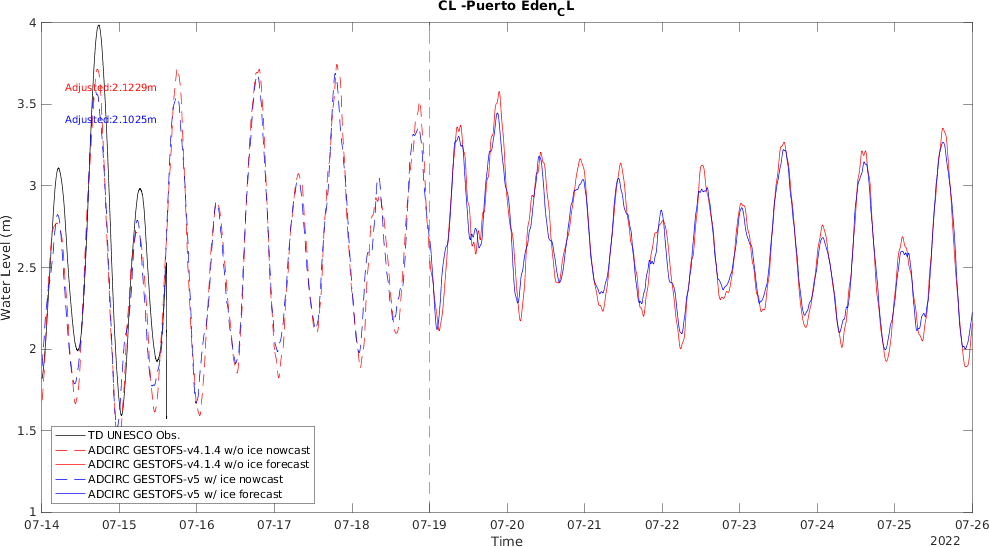 CL -Puerto Eden_CL
4
3.5
3
2.5
2
1.5
1
Water Level (m)
Adjusted:2.1229m
Adjusted:2.1025m
TD UNESCO Obs.
ADCIRC GESTOFS-v4.1.4 w/o ice nowcast
ADCIRC GESTOFS-v4.1.4 w/o ice forecast
ADCIRC GESTOFS-v5 w/ ice nowcast
ADCIRC GESTOFS-v5 w/ ice forecast
07-14 07-15 07-16 07-17 07-18 07-19 07-20 07-21 07-22 07-23 07-24 07-25 07-26
Time
2022